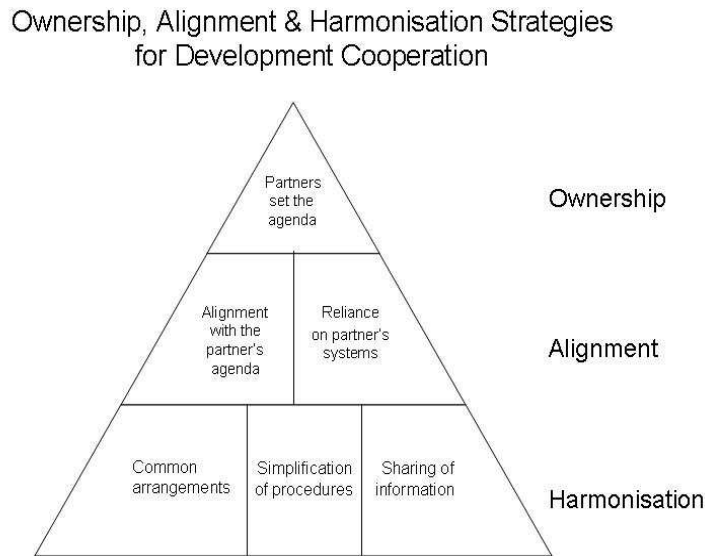 Ownership, Alignment & Harmonisation Strategies
for Development Cooperation
Partners
set the
agenda
Ownership
Alignment
with the
partner's
agenda
Reliance
on partner's
systems
Alignment
Common
arrangements
Simplification
of procedures
Sharing of
information
Harmonisation